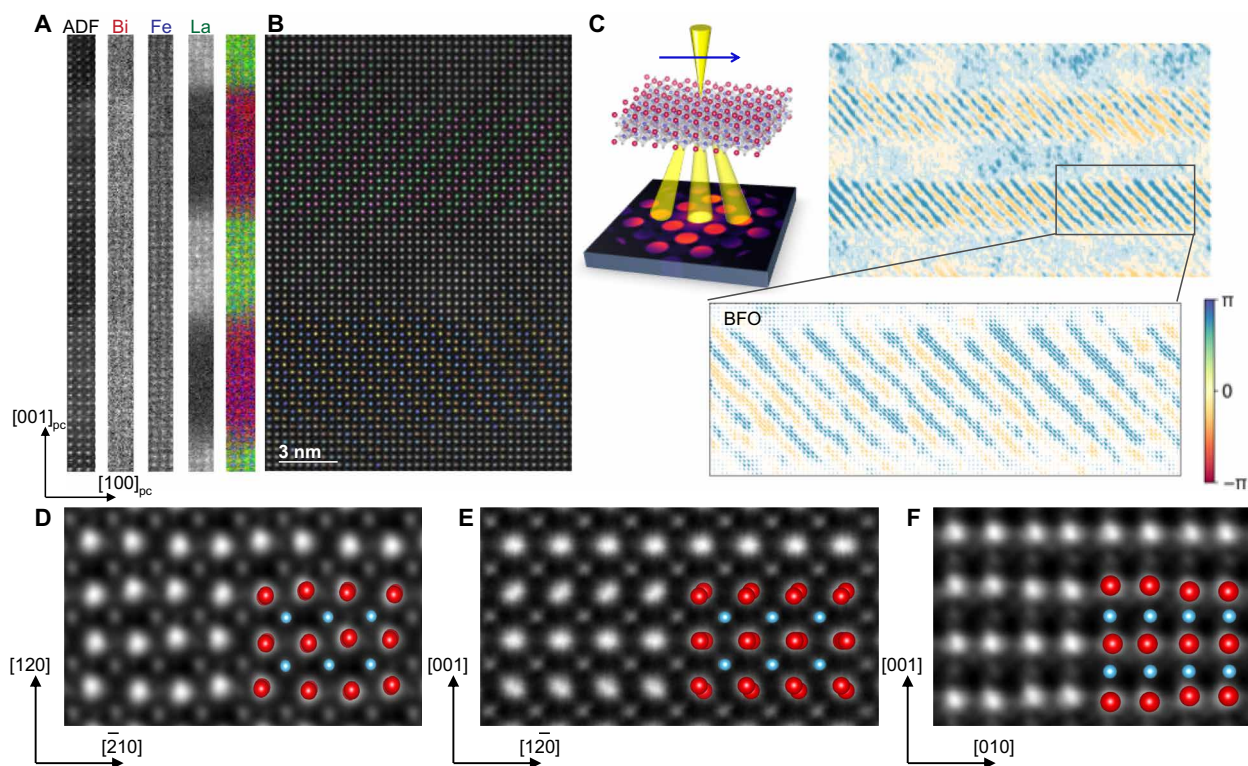 A
ADF
Bi
Fe
La
B
C
[001]pc
[100]pc
3 nm
BFO
π
0
−π
D
E
F
[120]
[2̅10]
[001]
[12̅0]
[001]
[010]